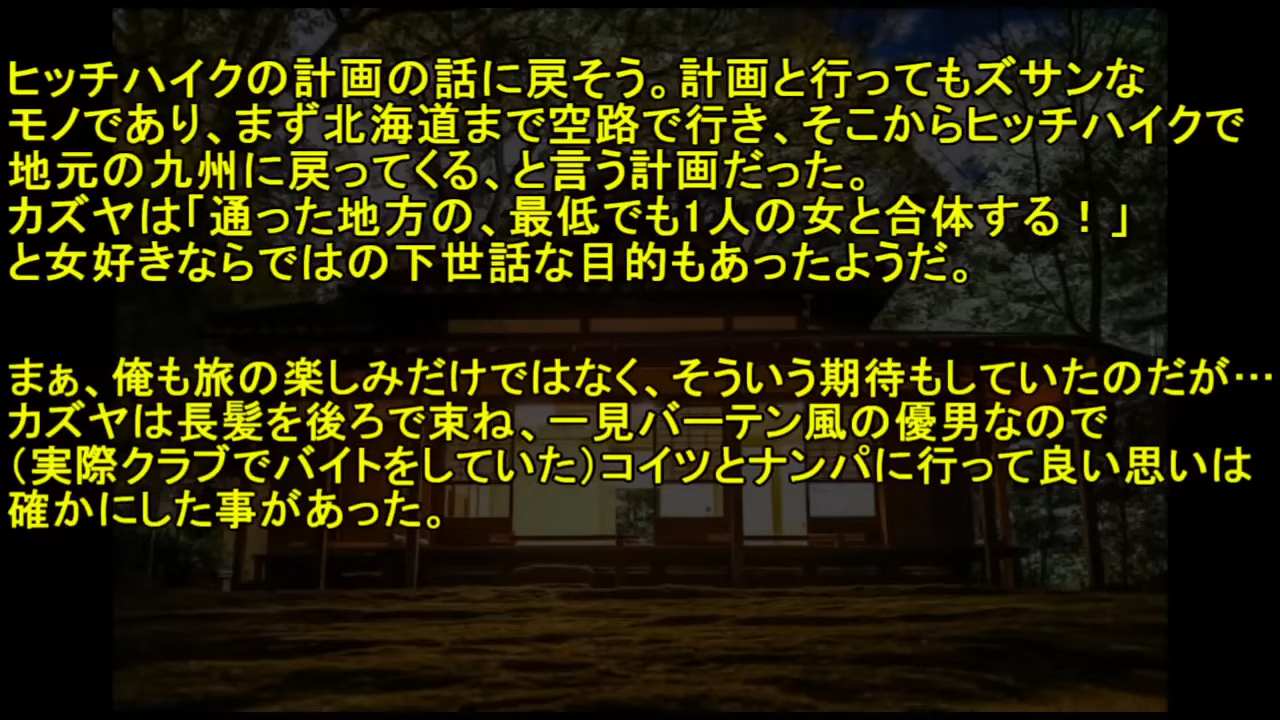 ヒッチハイクの計画の話に戻そう。計画と行ってもズサンな
モノであり、まず北海道まで空路で行き、そこからヒッチハイクで
地元の九州に戻ってくる、と言う計画だった。
カズヤは「通った地方の、最低でも1人の女と合体する！」
と女好きならではの下世話な目的もあったようだ。
まぁ、俺も旅の楽しみだけではなく、そういう期待もしていたのだが…
カズヤは長髪を後ろで束ね、一見バーテン風の優男なので
（実際クラブでバイトをしていた）コイツとナンパに行って良い思いは
確かにした事があった。